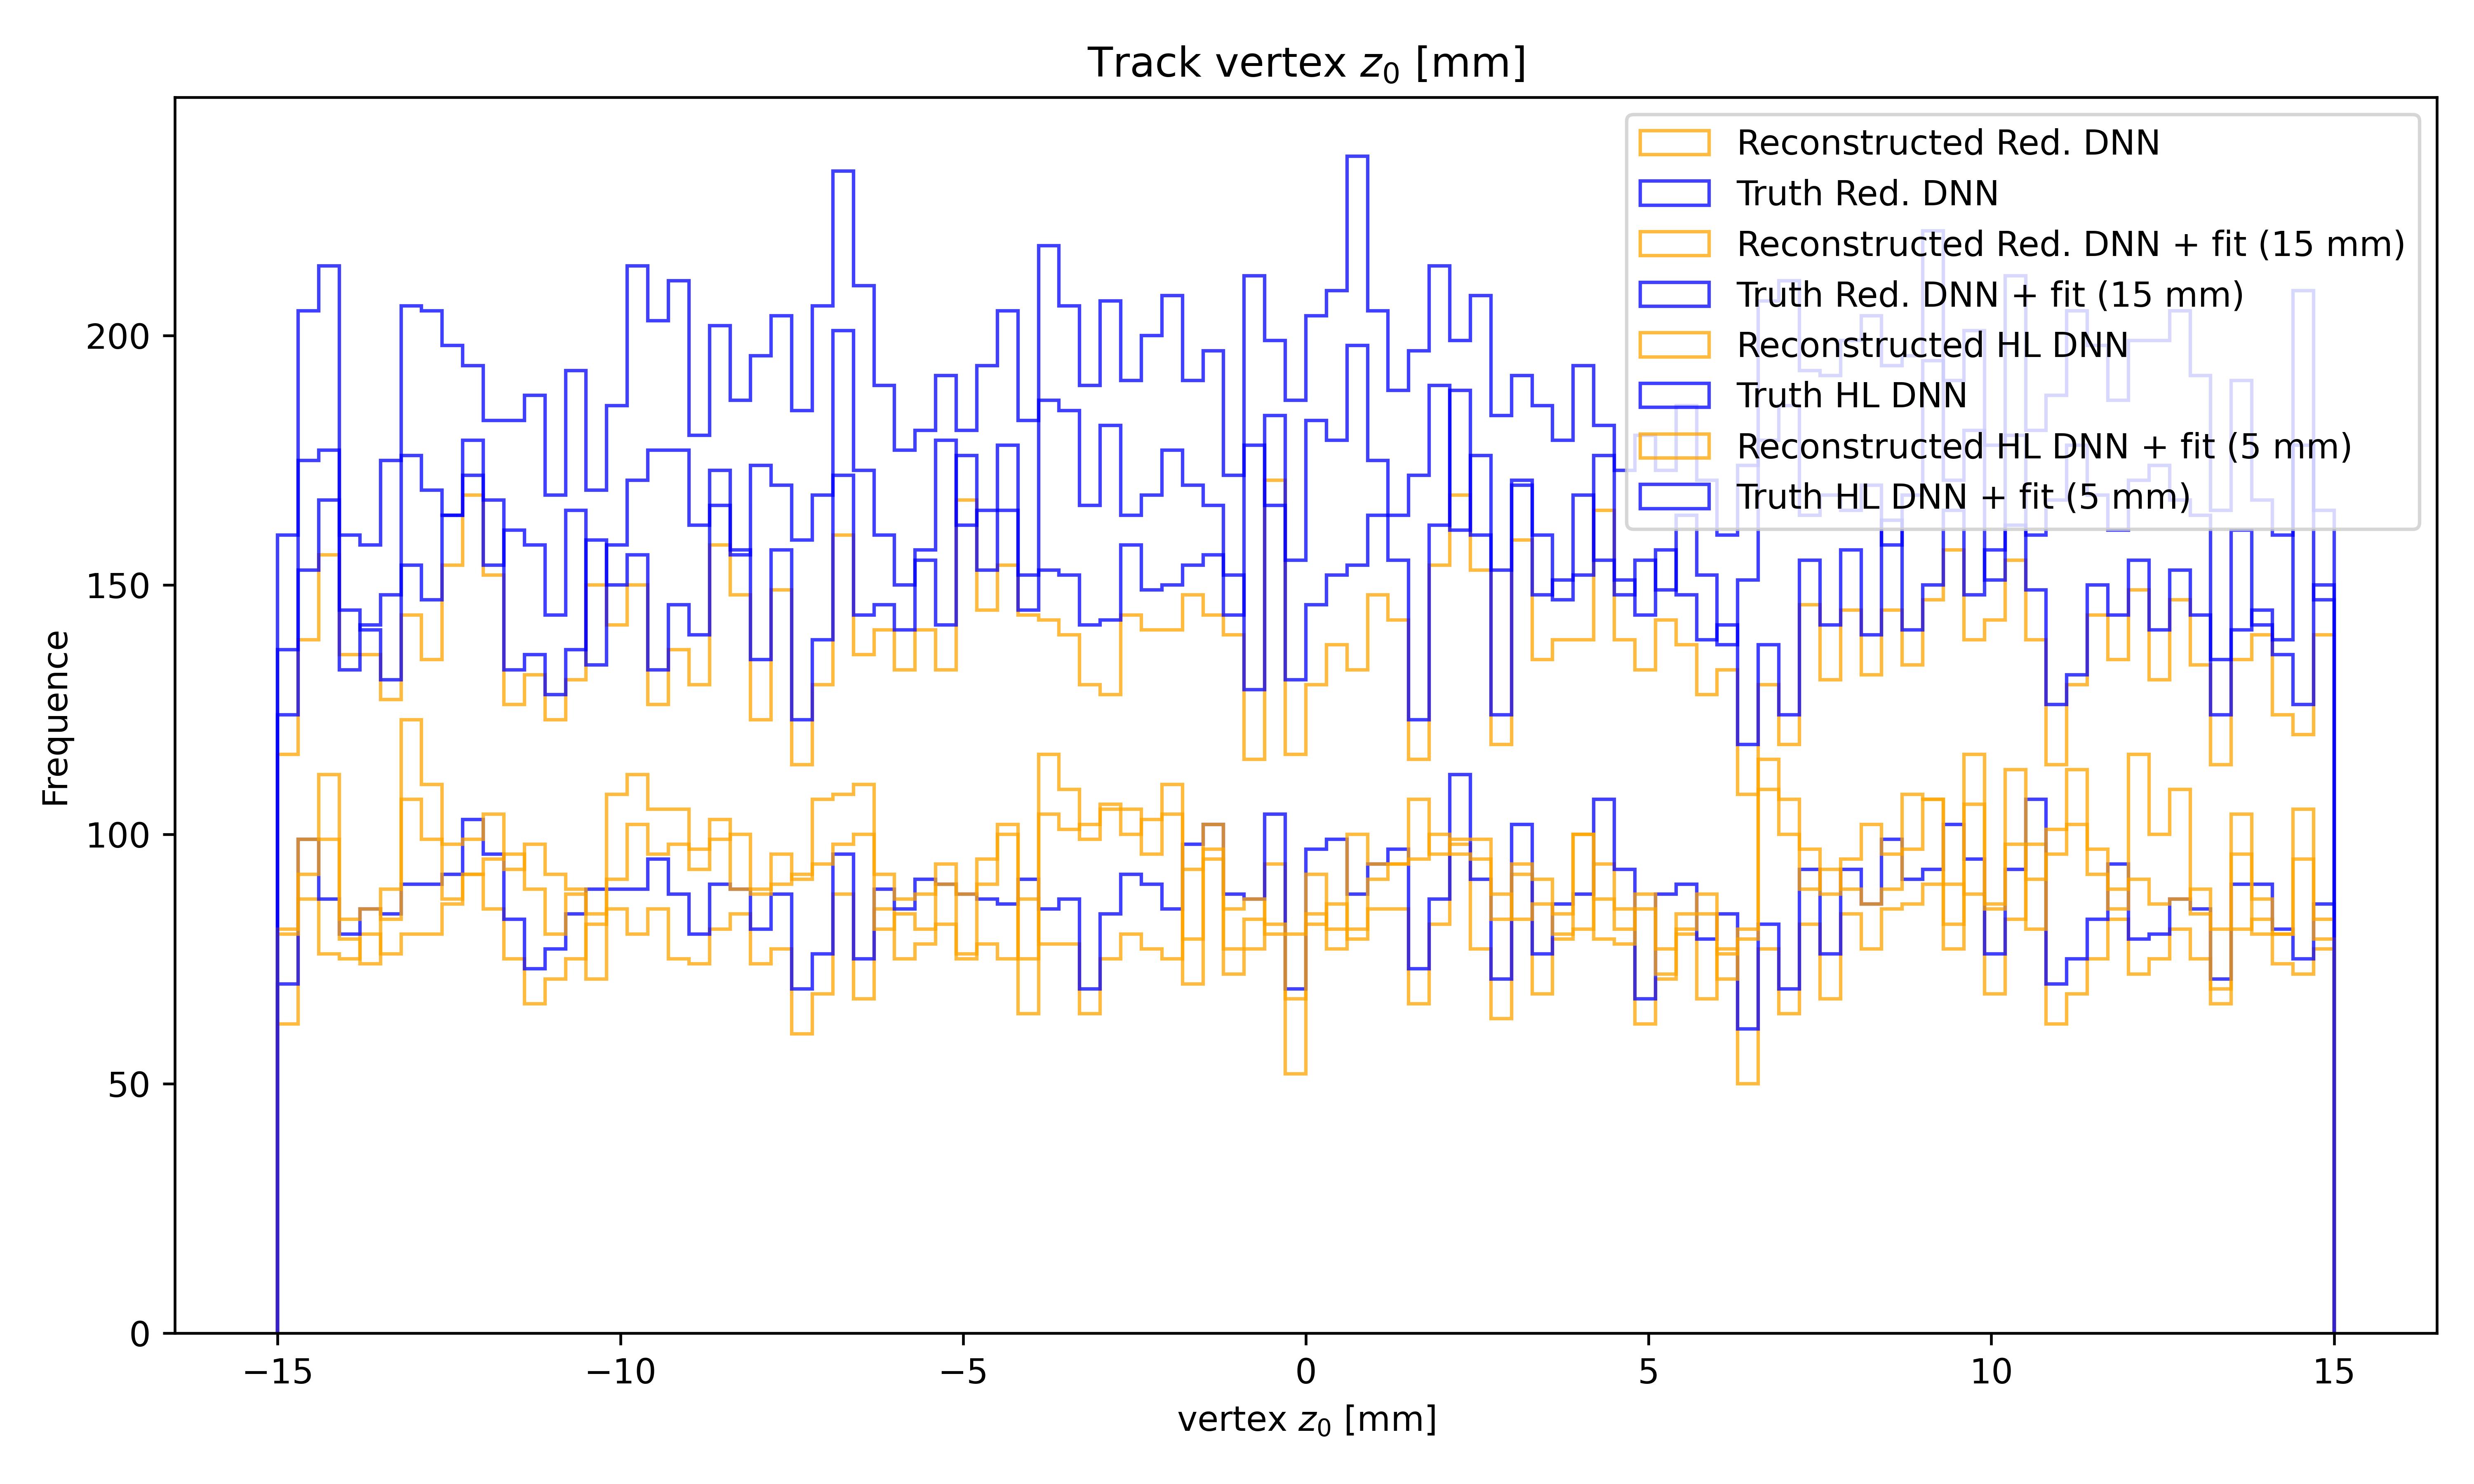 Track vertex z₀ [mm]
Reconstructed Red. DNN
Truth Red. DNN
Reconstructed Red. DNN + fit (15 mm)
Truth Red. DNN + fit (15 mm)
Reconstructed HL DNN
Truth HL DNN
Reconstructed HL DNN + fit (5 mm)
Truth HL DNN + fit (5 mm)
Frequence
200
150
100
50
0
−15 −10 −5 0 5 10 15
vertex z₀ [mm]